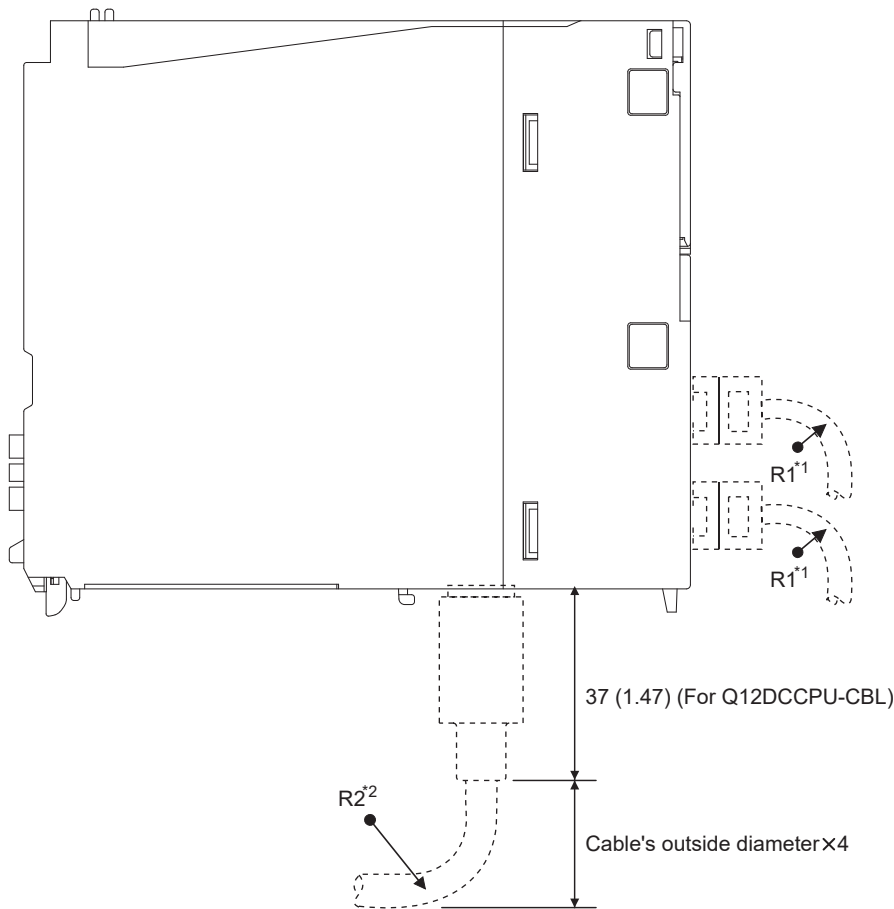 R1*1
R1*1
37 (1.47) (For Q12DCCPU-CBL)
R2*2
Cable's outside diameter×4